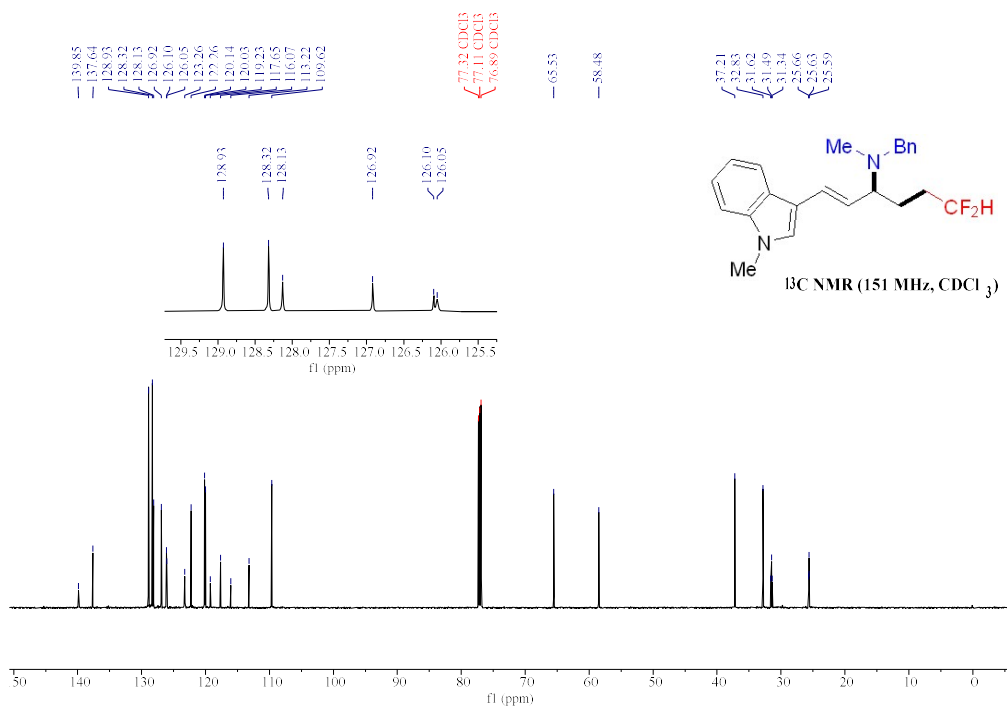 139.85
137.64
128.93
128.32
128.13
126.92
126.10
126.05
123.26
122.26
120.14
120.03
119.23
117.65
116.07
113.22
109.62
77.32 CDCl3
77.11 CDCl3
76.89 CDCl3
65.53
58.48
37.21
32.83
31.62
31.49
31.34
25.66
25.63
25.59
128.93
128.32
128.13
126.92
126.10
126.05
129.5 129.0 128.5 128.0 127.5 127.0 126.5 126.0 125.5
f1 (ppm)
Me
N
Bn
CF2H
N
Me
13C NMR (151 MHz, CDCl 3)
50 140 130 120 110 100 90 80 70 60 50 40 30 20 10 0
f1 (ppm)